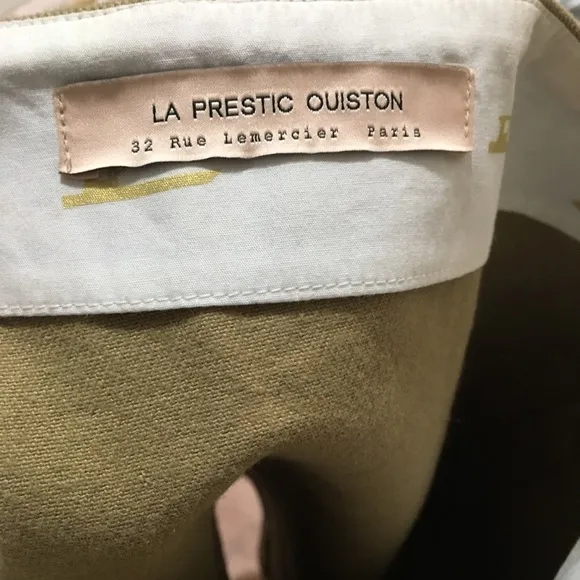 LA PRESTIC OUISTON
32 Rue Lemercier Paris